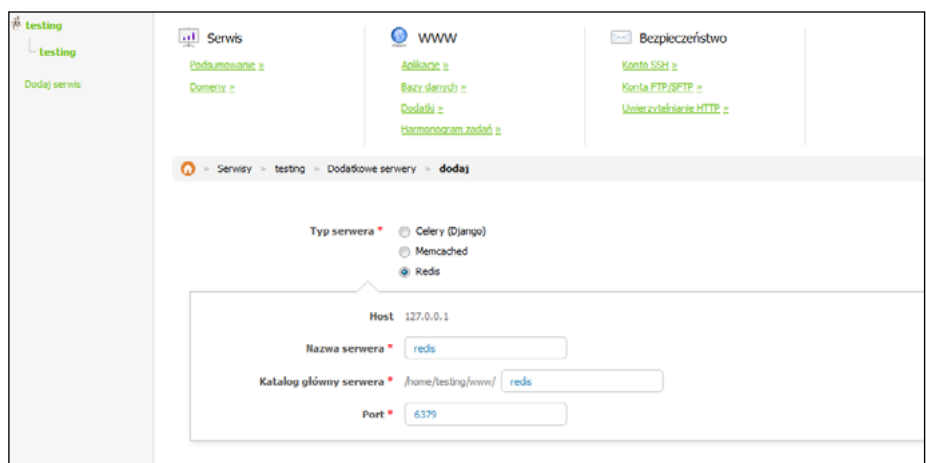 testing
testing
Dodaj serwis
Serwis
Podsumowanie »
Domeny »
WWW
Aplikacje »
Bazy danych »
Dodatki »
Harmonogram zadań »
Bezpieczeństwo
Konto SSH »
Konta FTP/SFTP »
Uwierzytelnianie HTTP »
» Serwisy » testing » Dodatkowe serwery » dodaj
Typ serwera * Celery (Django)
Memcached
Redis
Host 127.0.0.1
Nazwa serwera * redis
Katalog główny serwera * /home/testing/www/ redis
Port * 6379